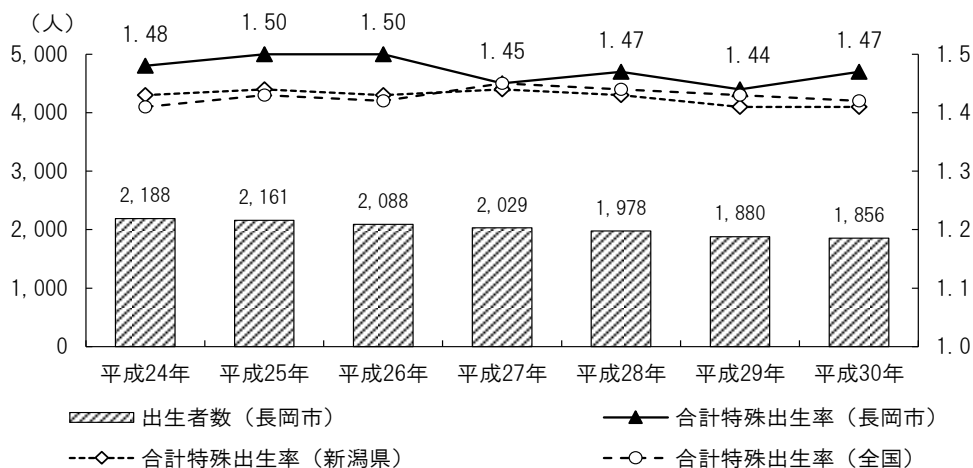 （人）
1.48 1.50 1.50 1.45 1.47 1.44 1.47
5,000 1.5
4,000 1.4
3,000 1.3
2,188 2,161 2,088 2,029 1,978 1,880 1,856
2,000 1.2
1,000 1.1
0 1.0
平成24年 平成25年 平成26年 平成27年 平成28年 平成29年 平成30年
出生者数（長岡市） 合計特殊出生率（長岡市）
合計特殊出生率（新潟県） 合計特殊出生率（全国）